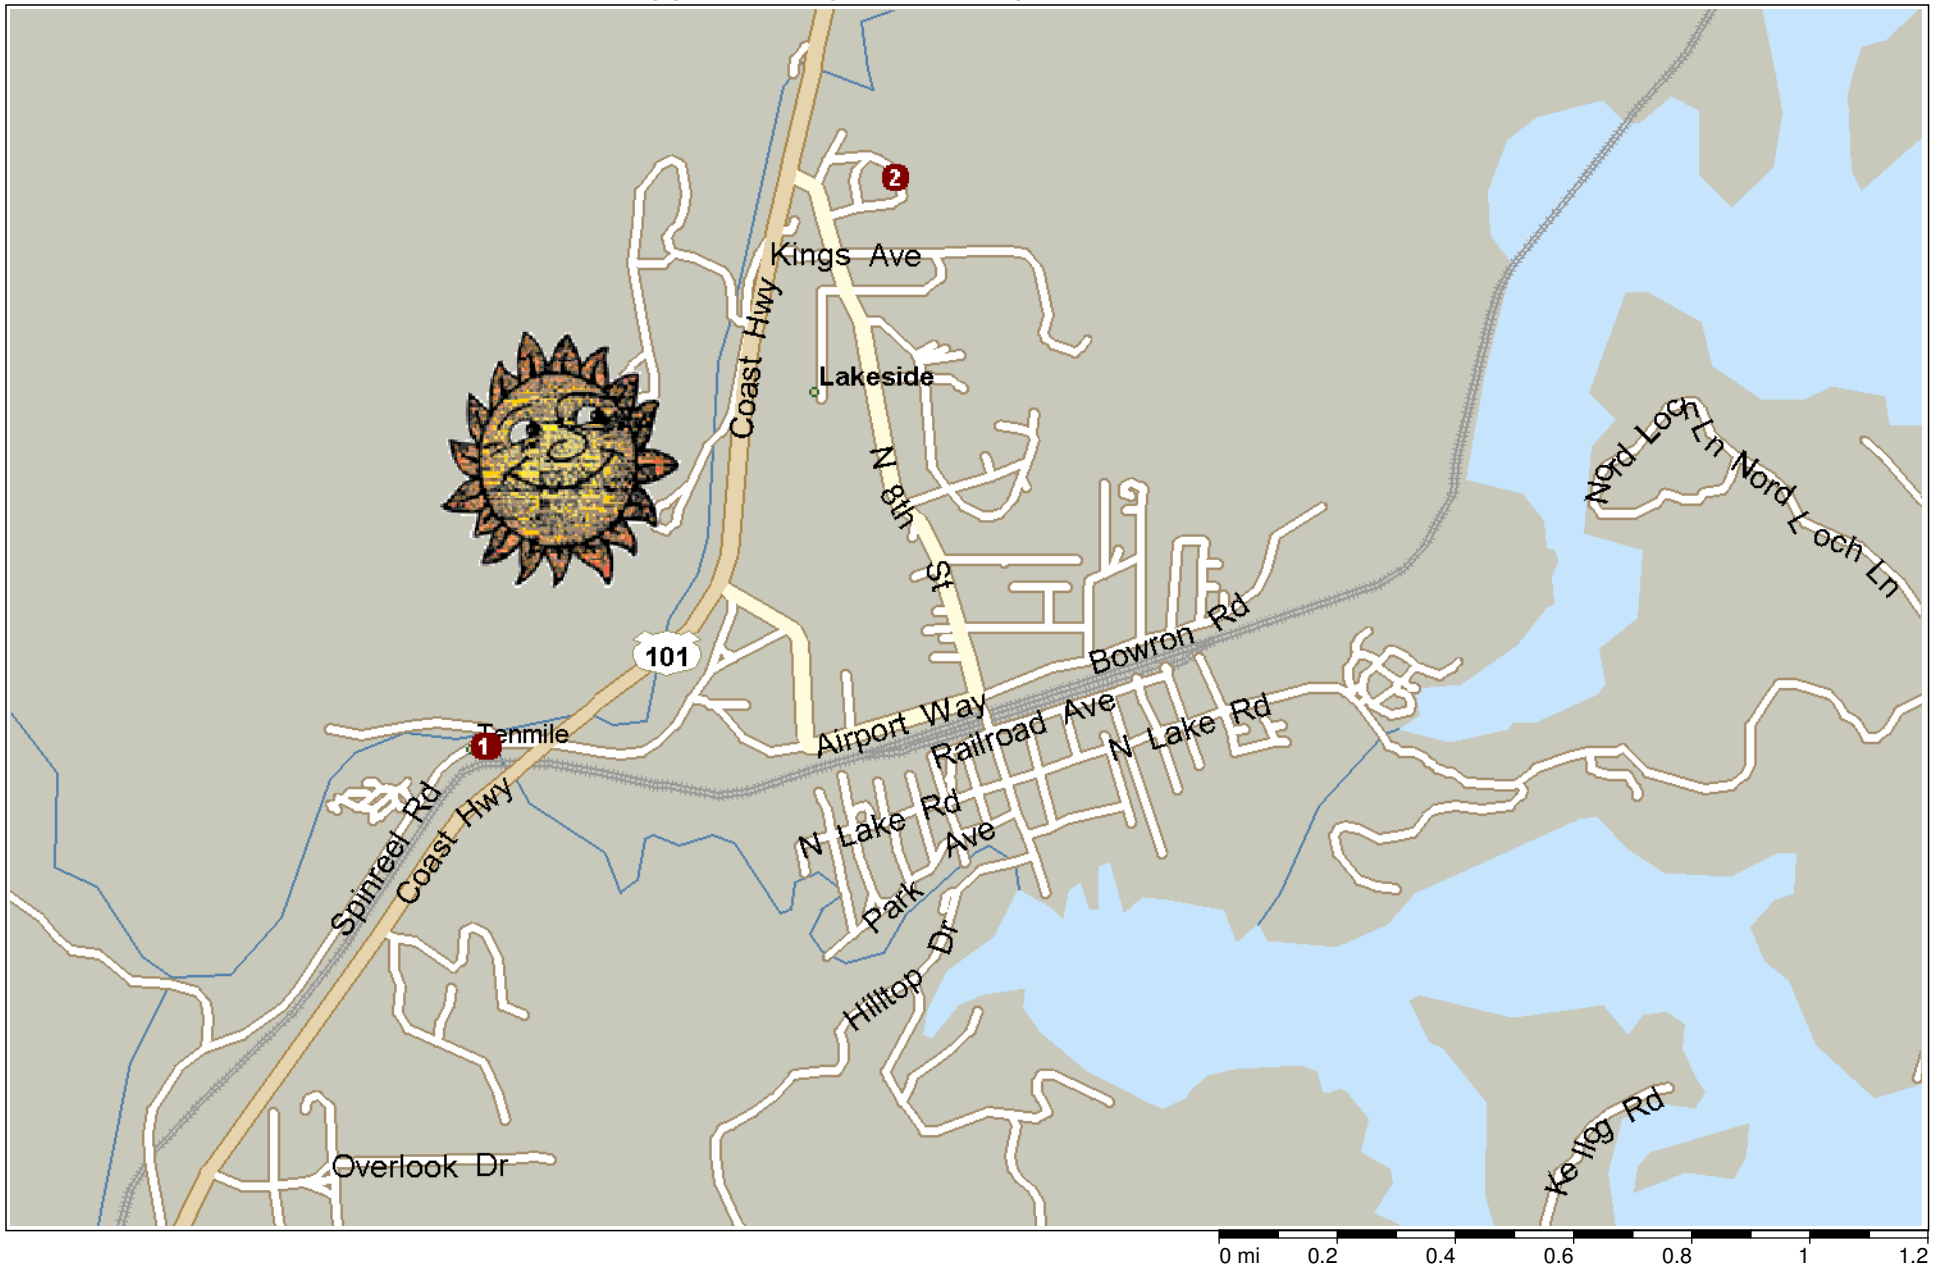 2
Kings Ave
Coast Hwy
Lakeside
N 8th St
Nord Loch Ln
Nord Loch Ln
101
Bowron Rd
Airport Way
Railroad Ave
N Lake Rd
Tenmile
1
Spinreel Rd
Coast Hwy
N Lake Rd
Park Ave
Hilltop Dr
Overlook Dr
Kellog Rd
0 mi 0.2 0.4 0.6 0.8 1 1.2